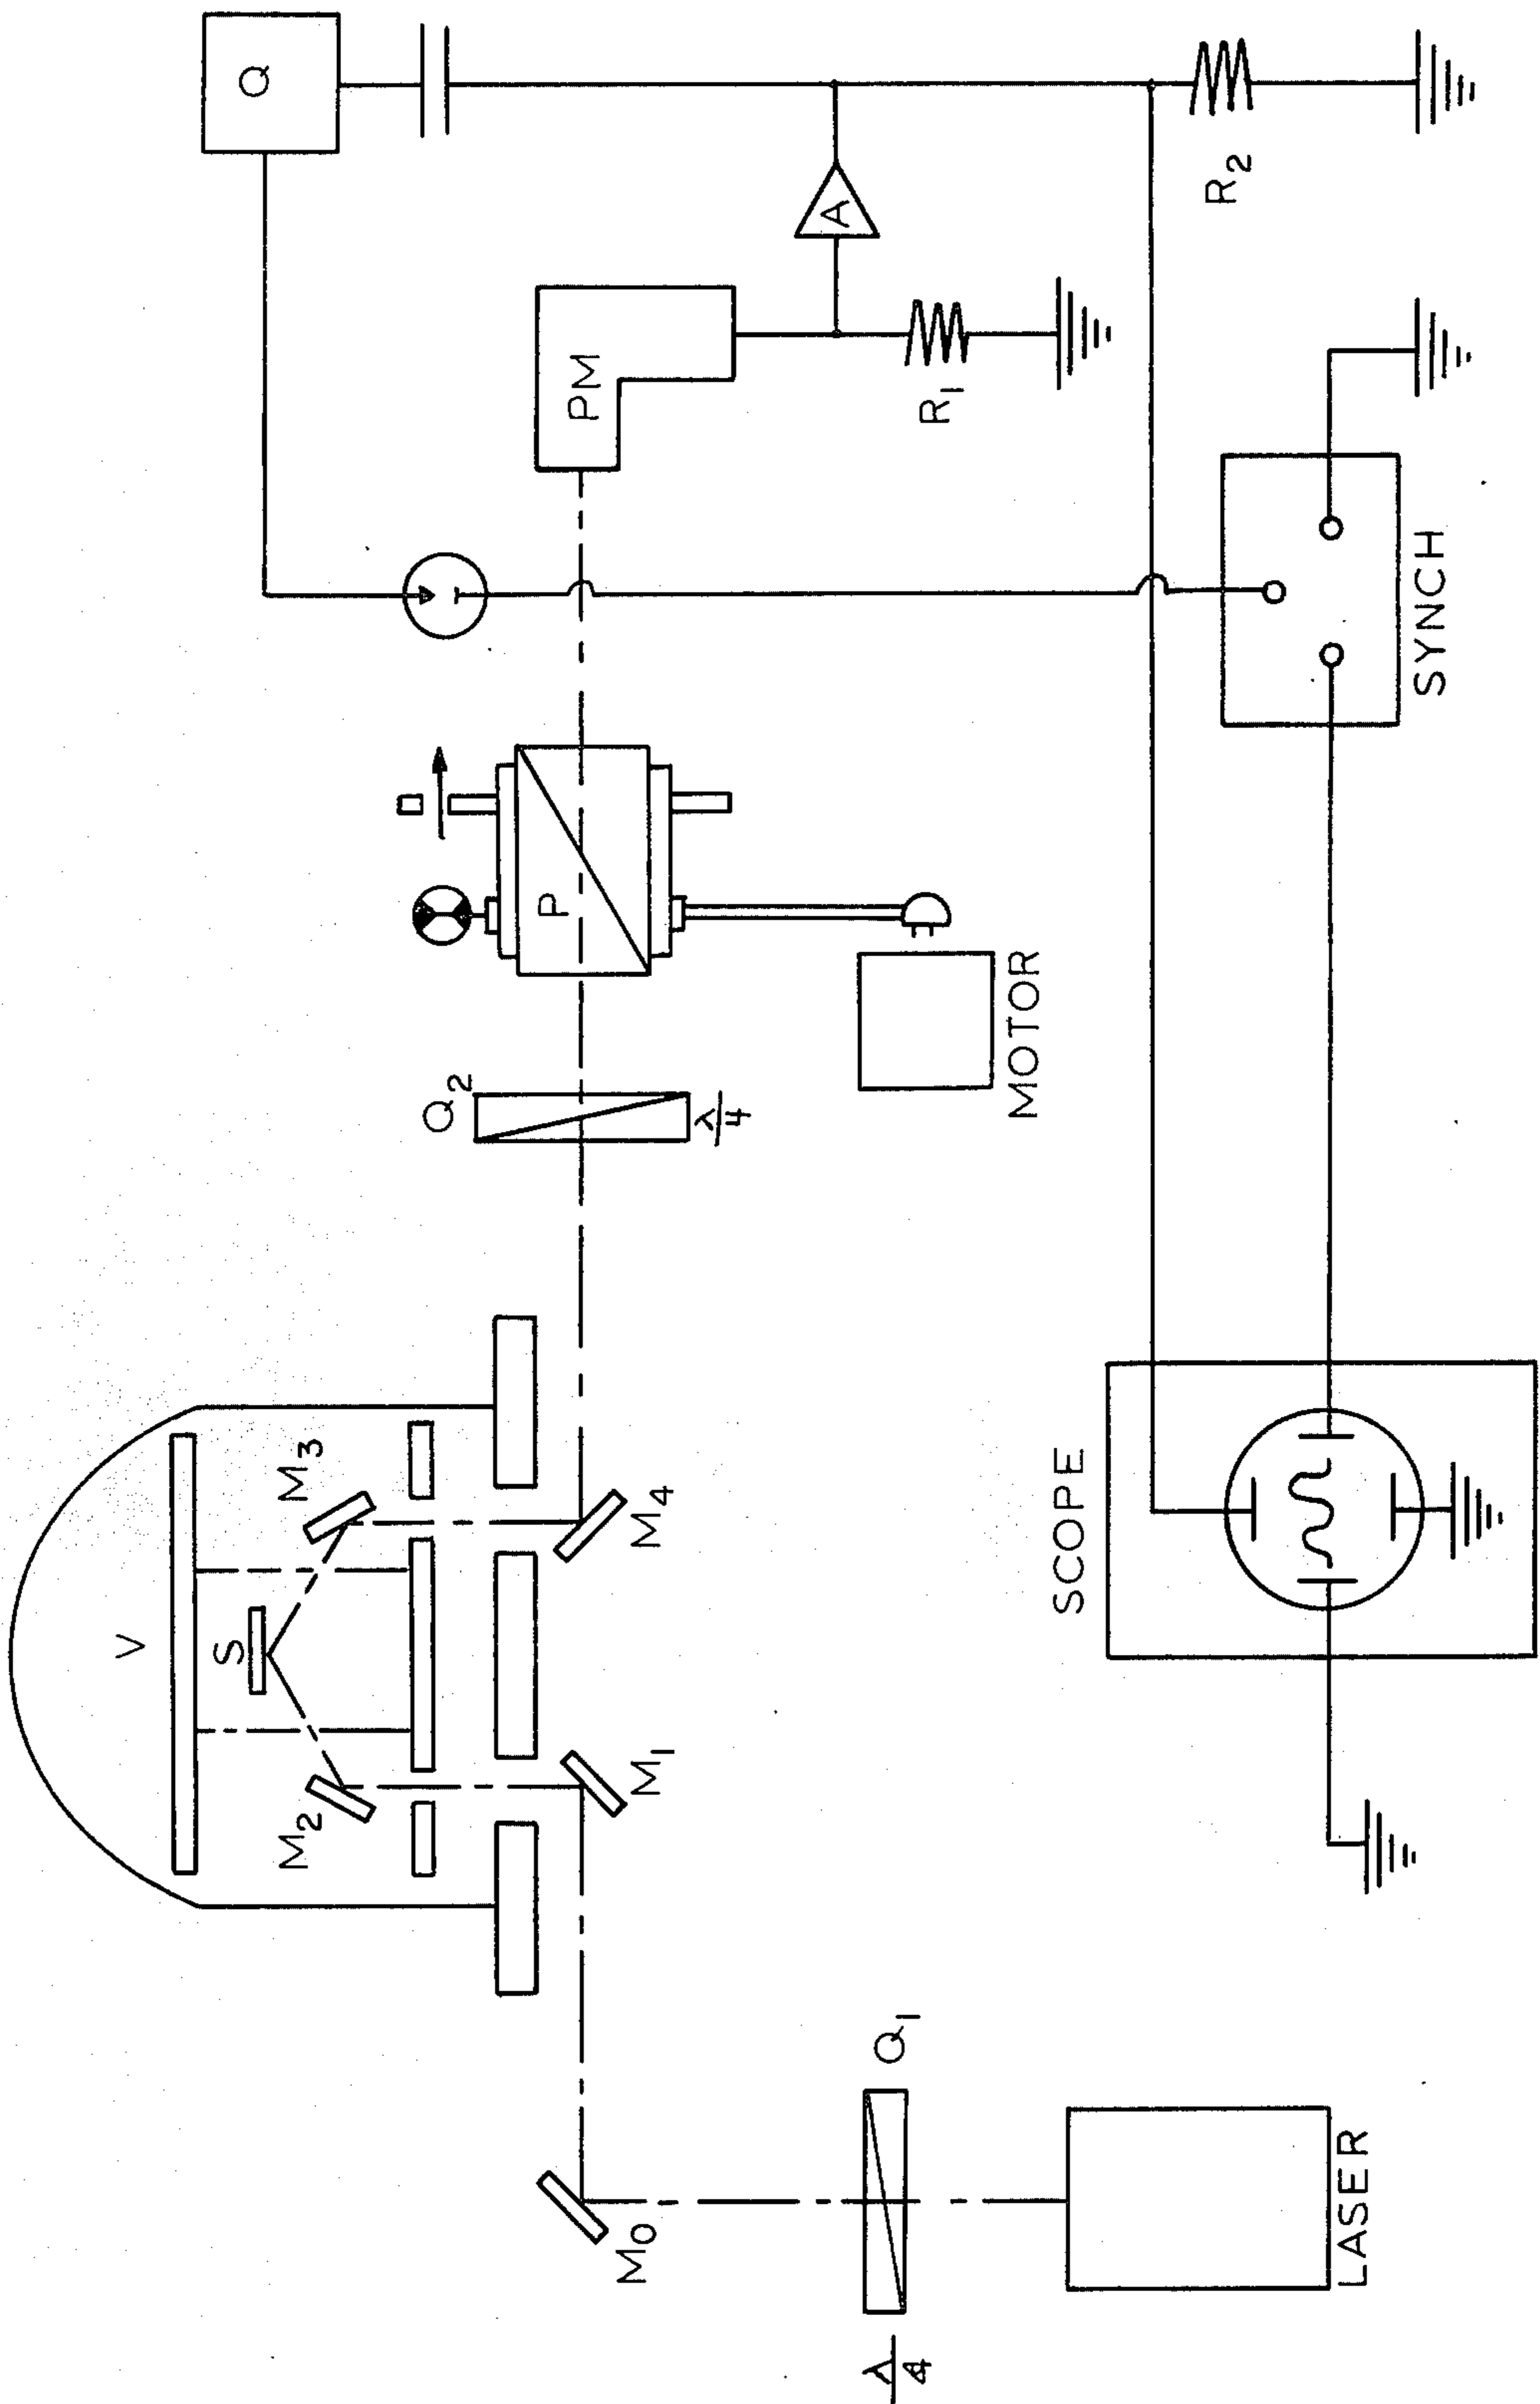 Q
V
S
M₂
M₃
M₁
M₄
M₀
Q₁
λ/4
LASER
Q₂
λ/4
P
MOTOR
PM
R₁
A
R₂
SYNCH
SCOPE